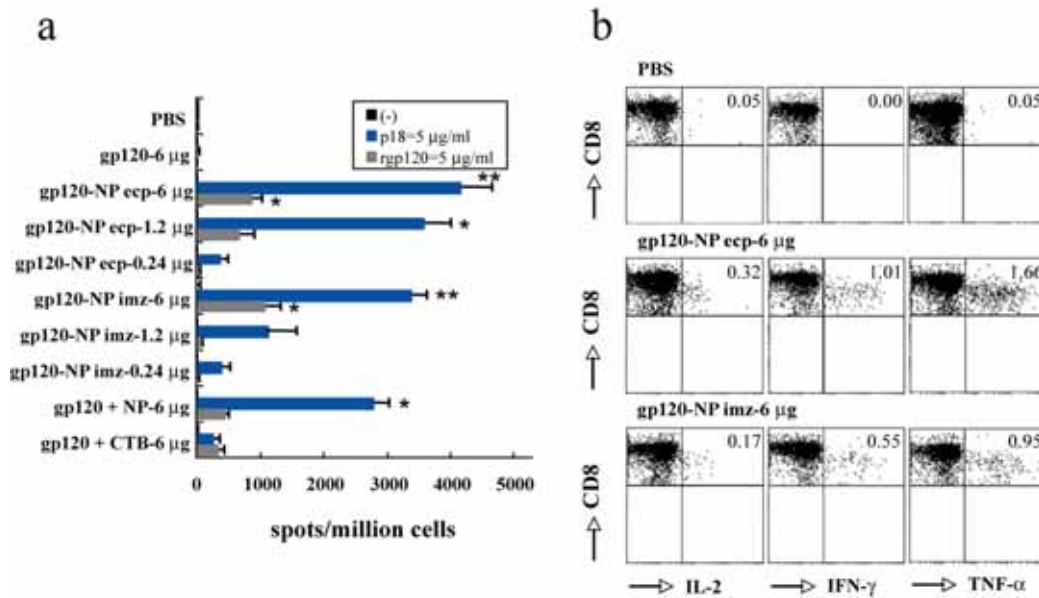 a
(-)
p18=5 µg/ml
rgp120=5 µg/ml
PBS
gp120-6 µg
gp120-NP ecp-6 µg
**
*
gp120-NP ecp-1.2 µg
*
gp120-NP ecp-0.24 µg
gp120-NP imz-6 µg
**
*
gp120-NP imz-1.2 µg
gp120-NP imz-0.24 µg
gp120 + NP-6 µg
*
gp120 + CTB-6 µg
0 1000 2000 3000 4000 5000
spots/million cells
b
PBS
CD8
0.05 0.00 0.05
gp120-NP ecp-6 µg
CD8
0.32 1.01 1.66
gp120-NP imz-6 µg
CD8
0.17 0.55 0.95
IL-2 IFN-γ TNF-α